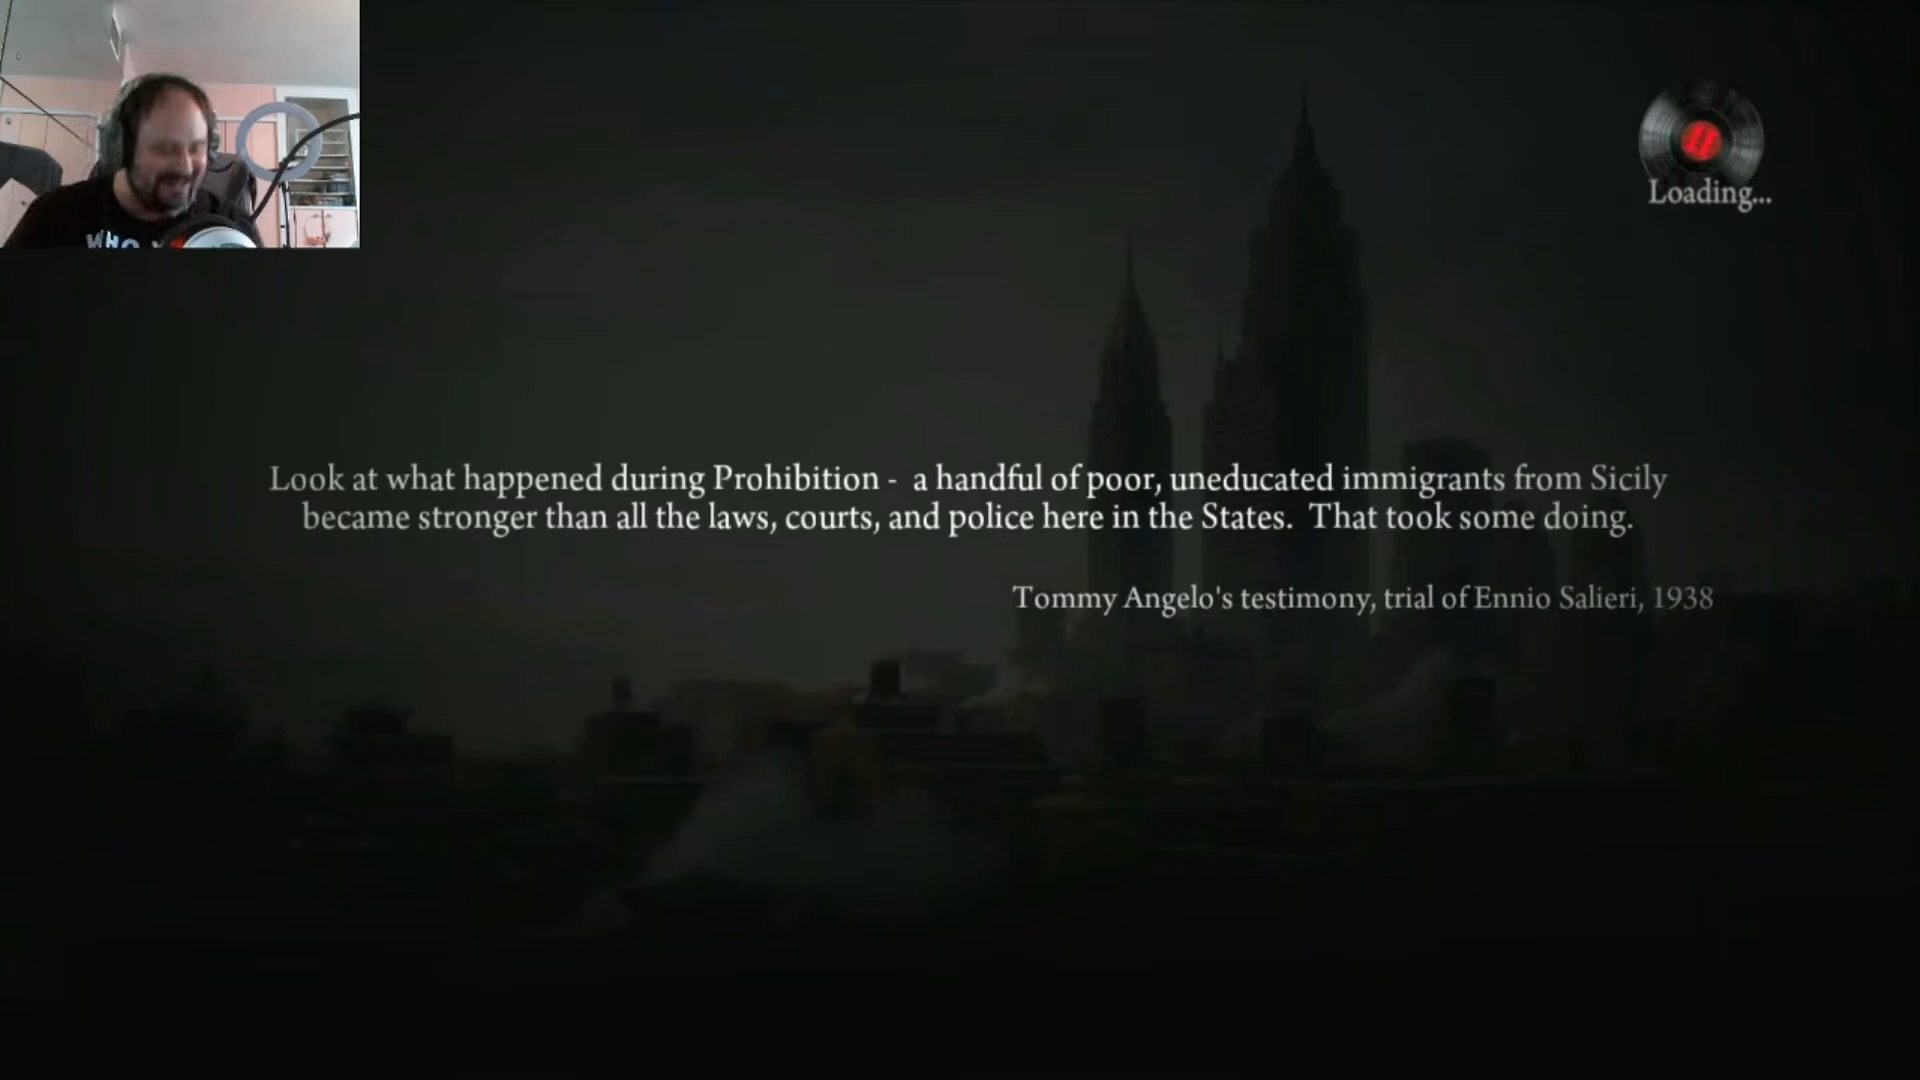 WHO
Loading...
Look at what happened during Prohibition -  a handful of poor, uneducated immigrants from Sicily
became stronger than all the laws, courts, and police here in the States.  That took some doing.
Tommy Angelo's testimony, trial of Ennio Salieri, 1938